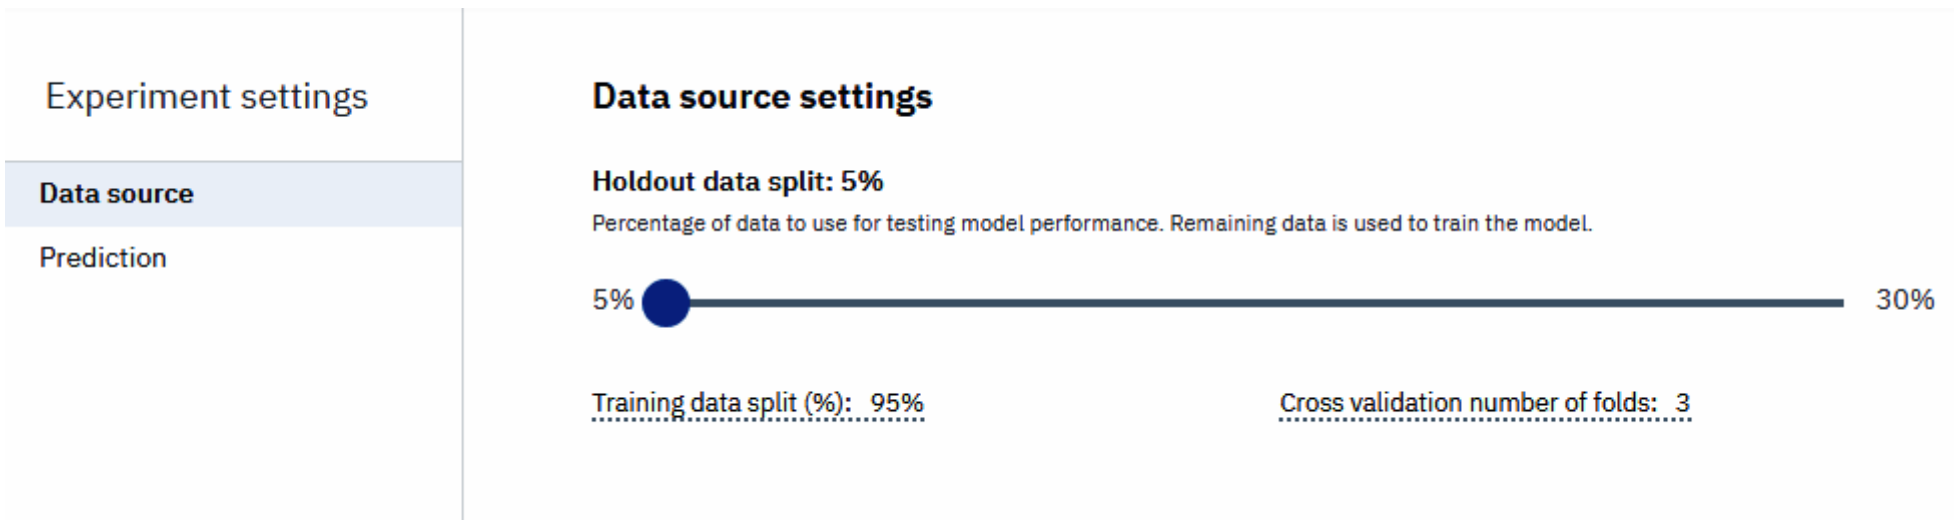 Experiment settings
Data source
Prediction
Data source settings
Holdout data split: 5%
Percentage of data to use for testing model performance. Remaining data is used to train the model.
5% 30%
Training data split (%): 95% Cross validation number of folds: 3